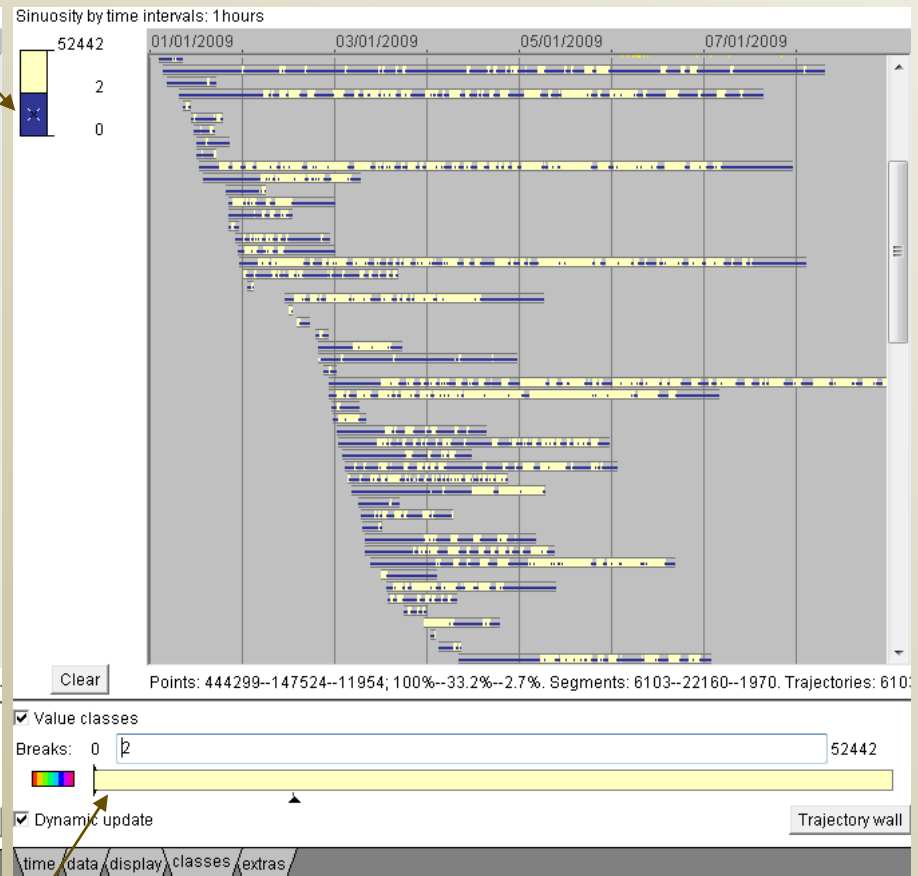 Sinuosity by time intervals: 1hours
52442
2
0
01/01/2009 03/01/2009 05/01/2009 07/01/2009
Clear
Points: 444299--147524--11954; 100%--33.2%--2.7%. Segments: 6103--22160--1970. Trajectories: 610
Value classes
Breaks: 0 2 52442
Dynamic update
Trajectory wall
time data display classes extras